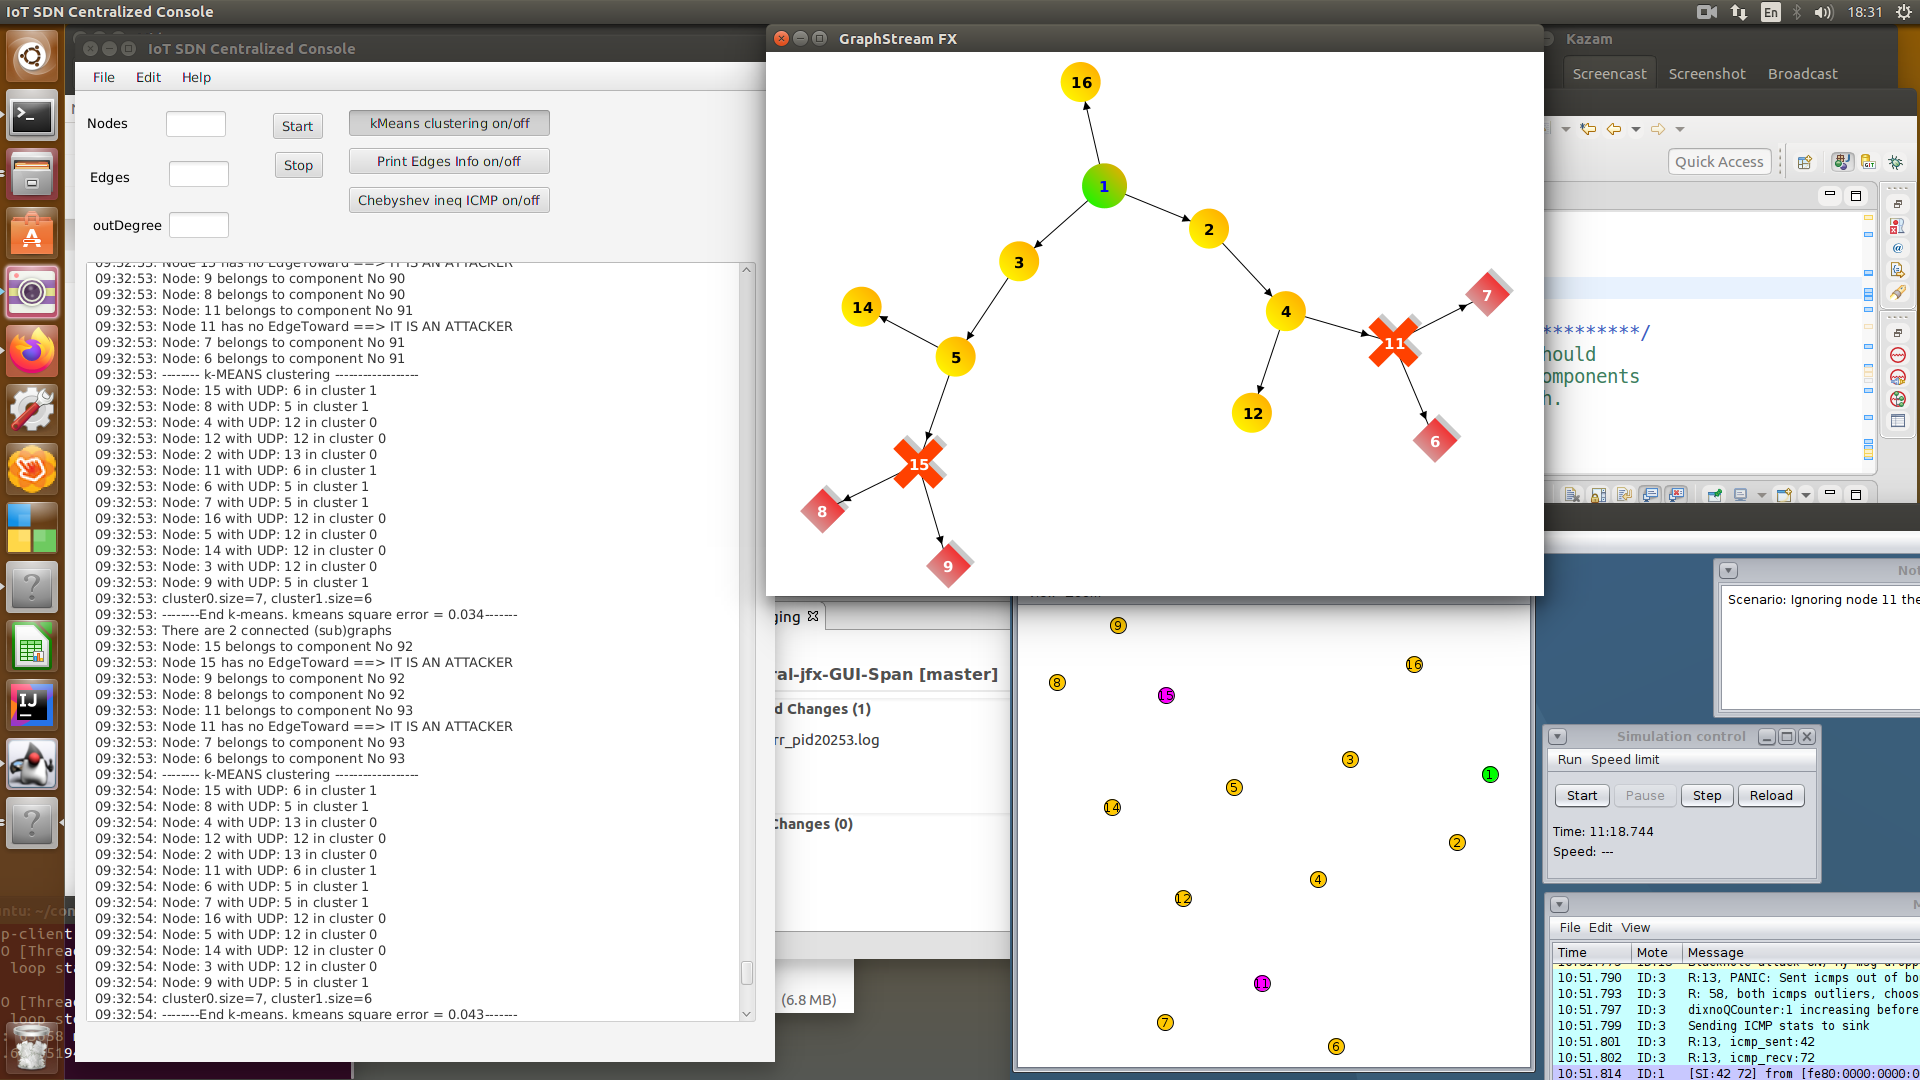 IoT SDN Centralized Console
En
18:31
IoT SDN Centralized Console
File Edit Help
Nodes
Start
kMeans clustering on/off
Stop
Print Edges Info on/off
Edges
Chebyshev ineq ICMP on/off
outDegree
09:32:53: Node 15 has no EdgeToward ==> IT IS AN ATTACKER
09:32:53: Node: 9 belongs to component No 90
09:32:53: Node: 8 belongs to component No 90
09:32:53: Node: 11 belongs to component No 91
09:32:53: Node 11 has no EdgeToward ==> IT IS AN ATTACKER
09:32:53: Node: 7 belongs to component No 91
09:32:53: Node: 6 belongs to component No 91
09:32:53: -------- k-MEANS clustering ------------------
09:32:53: Node: 15 with UDP: 6 in cluster 1
09:32:53: Node: 8 with UDP: 5 in cluster 1
09:32:53: Node: 4 with UDP: 12 in cluster 0
09:32:53: Node: 12 with UDP: 12 in cluster 0
09:32:53: Node: 2 with UDP: 13 in cluster 0
09:32:53: Node: 11 with UDP: 6 in cluster 1
09:32:53: Node: 6 with UDP: 5 in cluster 1
09:32:53: Node: 7 with UDP: 5 in cluster 1
09:32:53: Node: 16 with UDP: 12 in cluster 0
09:32:53: Node: 5 with UDP: 12 in cluster 0
09:32:53: Node: 14 with UDP: 12 in cluster 0
09:32:53: Node: 3 with UDP: 12 in cluster 0
09:32:53: Node: 9 with UDP: 5 in cluster 1
09:32:53: cluster0.size=7, cluster1.size=6
09:32:53: --------End k-means. kmeans square error = 0.034-------
09:32:53: There are 2 connected (sub)graphs
09:32:53: Node: 15 belongs to component No 92
09:32:53: Node 15 has no EdgeToward ==> IT IS AN ATTACKER
09:32:53: Node: 9 belongs to component No 92
09:32:53: Node: 8 belongs to component No 92
09:32:53: Node: 11 belongs to component No 93
09:32:53: Node 11 has no EdgeToward ==> IT IS AN ATTACKER
09:32:53: Node: 7 belongs to component No 93
09:32:53: Node: 6 belongs to component No 93
09:32:54: -------- k-MEANS clustering ------------------
09:32:54: Node: 15 with UDP: 6 in cluster 1
09:32:54: Node: 8 with UDP: 5 in cluster 1
09:32:54: Node: 4 with UDP: 13 in cluster 0
09:32:54: Node: 12 with UDP: 12 in cluster 0
09:32:54: Node: 2 with UDP: 13 in cluster 0
09:32:54: Node: 11 with UDP: 6 in cluster 1
09:32:54: Node: 6 with UDP: 5 in cluster 1
09:32:54: Node: 7 with UDP: 5 in cluster 1
09:32:54: Node: 16 with UDP: 12 in cluster 0
09:32:54: Node: 5 with UDP: 12 in cluster 0
09:32:54: Node: 14 with UDP: 12 in cluster 0
09:32:54: Node: 3 with UDP: 12 in cluster 0
09:32:54: Node: 9 with UDP: 5 in cluster 1
09:32:54: cluster0.size=7, cluster1.size=6
09:32:54: --------End k-means. kmeans square error = 0.043-------
GraphStream FX
16
1
2
3
7
14
4
11
5
12
6
15
8
9
Kazam
Screencast Screenshot Broadcast
Quick Access
*********/
hould
omponents
h.
ntu: ~/con
p-client
O [Threa
loop sta
O [Threa
loop sta
ging
ral-jfx-GUI-Span [master]
d Changes (1)
rr_pid20253.log
Changes (0)
(6.8 MB)
9
16
8
15
3
1
5
14
2
4
12
11
7
6
Not
Scenario: Ignoring node 11 the
Simulation control
Run Speed limit
Start Pause Step Reload
Time: 11:18.744
Speed: ---
File Edit View
Time Mote Message
10:51.790 ID:3 R:13, PANIC: Sent icmps out of bo
10:51.793 ID:3 R: 58, both icmps outliers, choos
10:51.797 ID:3 dixnoQCounter:1 increasing before
10:51.799 ID:3 Sending ICMP stats to sink
10:51.801 ID:3 R:13, icmp_sent:42
10:51.802 ID:3 R:13, icmp_recv:72
10:51.814 ID:1 [SI:42 72] from [fe80:0000:0000:0